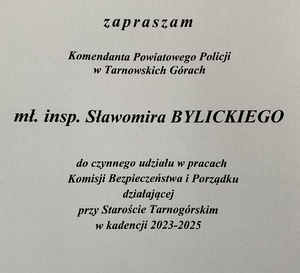 zapraszam
Komendanta Powiatowego Policji
w Tarnowskich Górach
mł. insp. Sławomira BYLICKIEGO
do czynnego udziału w pracach
Komisji Bezpieczeństwa i Porządku
działającej
przy Staroście Tarnogórskim
w kadencji 2023-2025